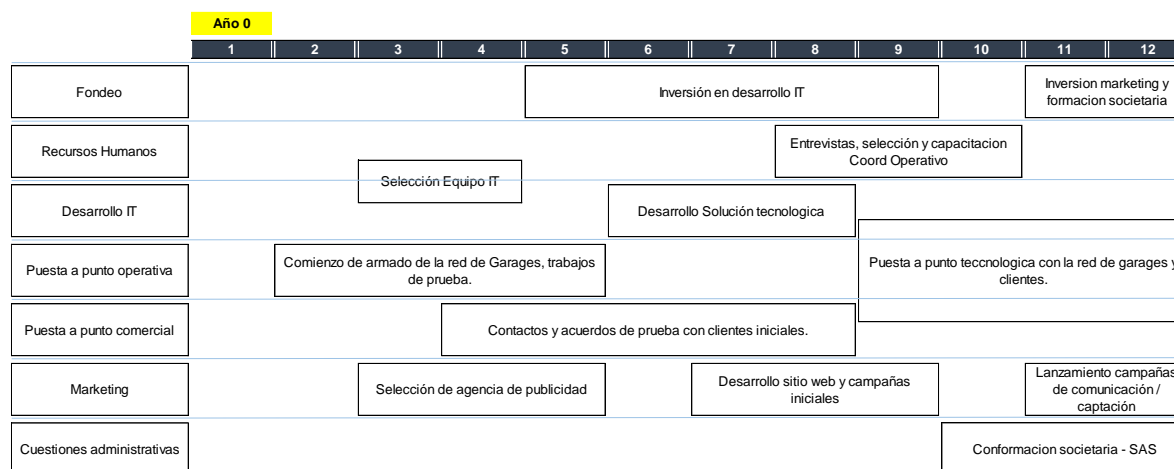 Año 0
1 2 3 4 5 6 7 8 9 10 11 12
Fondeo
Inversión en desarrollo IT
Inversion marketing y
formacion societaria
Recursos Humanos
Entrevistas, selección y capacitacion
Coord Operativo
Selección Equipo IT
Desarrollo IT
Desarrollo Solución tecnologica
Puesta a punto operativa
Comienzo de armado de la red de Garages, trabajos
de prueba.
Puesta a punto teccnologica con la red de garages y
clientes.
Puesta a punto comercial
Contactos y acuerdos de prueba con clientes iniciales.
Marketing
Selección de agencia de publicidad
Desarrollo sitio web y campañas
iniciales
Lanzamiento campañas
de comunicación /
captación
Cuestiones administrativas
Conformacion societaria - SAS